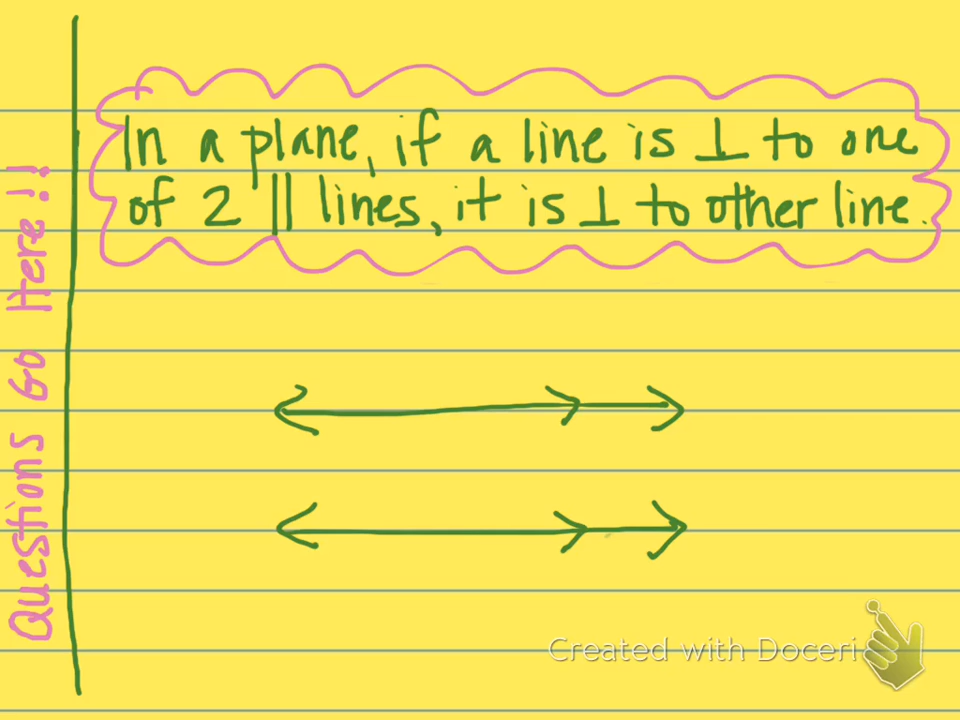 In a plane, if a line is ⊥ to one
of 2 || lines, it is ⊥ to other line.
Questions Go Here!!
Created with Doceri